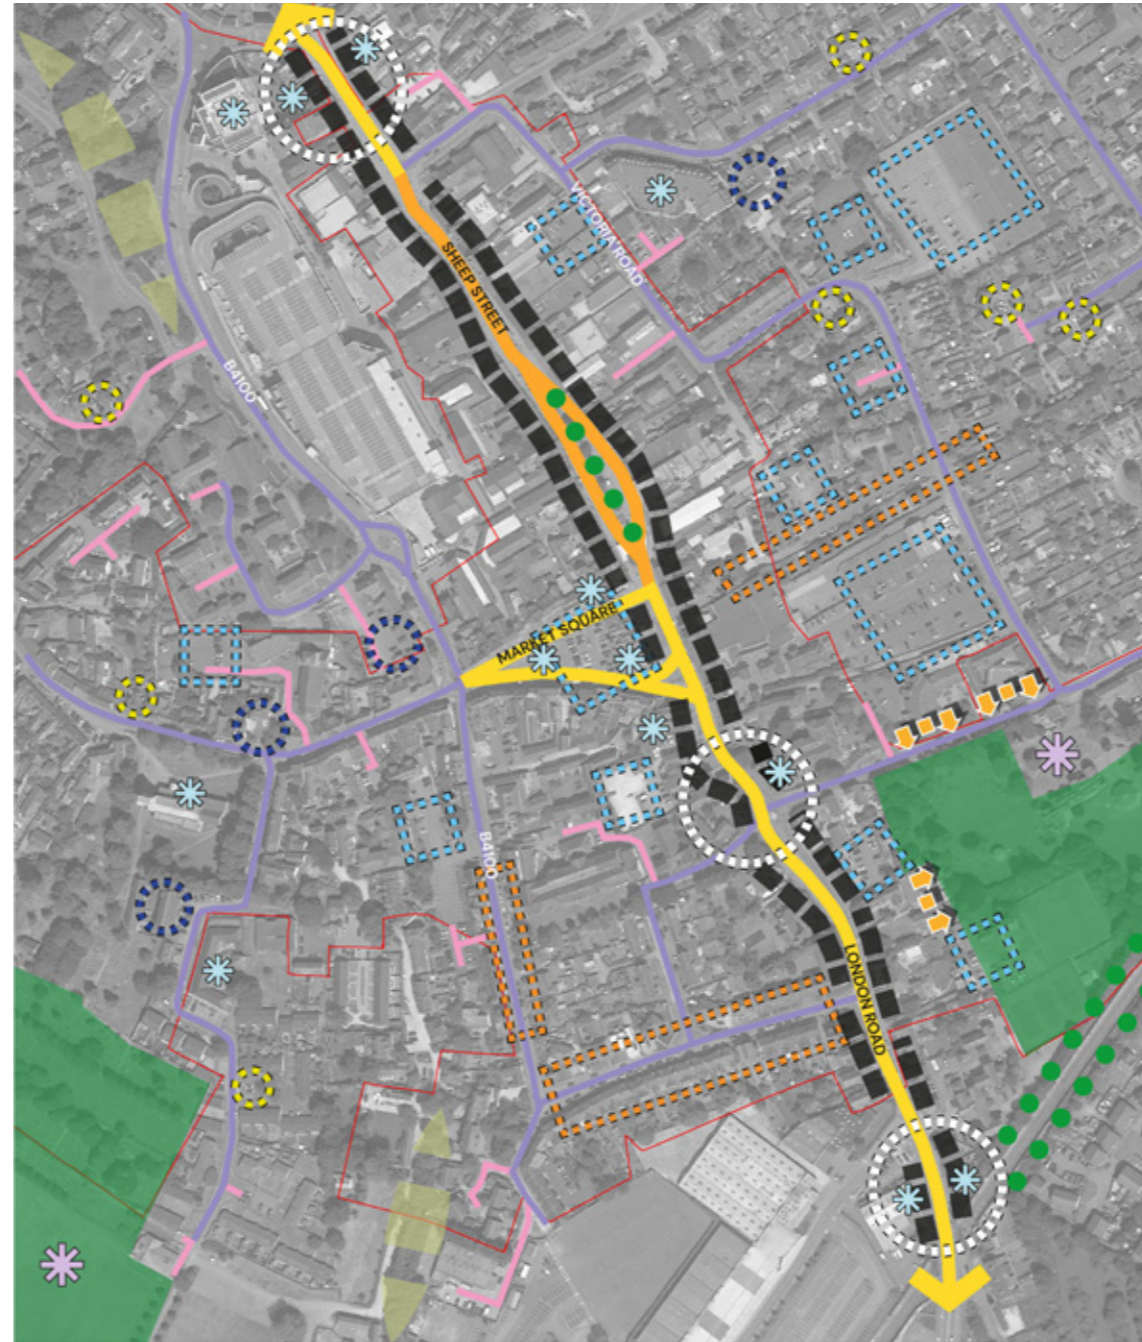 VICTORIA ROAD
SHEEP STREET
B4100
MARKET SQUARE
B4100
LONDON ROAD